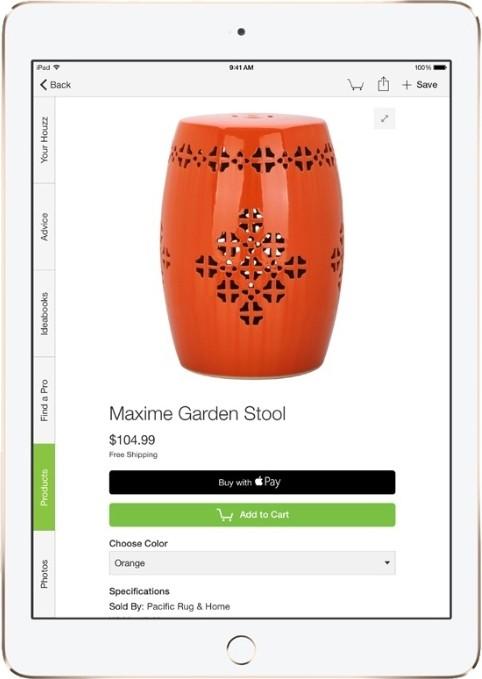 iPad
9:41 AM
100%
Back
+ Save
Your Houzz
Advice
Ideabooks
Find a Pro
Products
Photos
Maxime Garden Stool
$104.99
Free Shipping
Buy with Pay
Add to Cart
Choose Color
Orange
Specifications
Sold By: Pacific Rug & Home